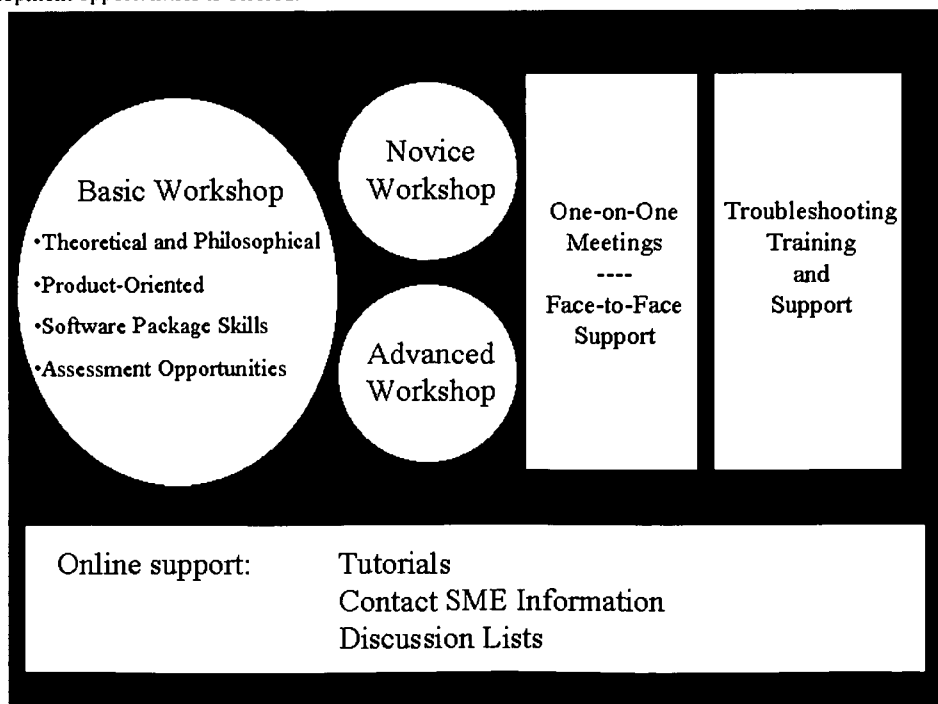 Basic Workshop
•Theoretical and Philosophical
•Product-Oriented
•Software Package Skills
•Assessment Opportunities
Novice
Workshop
Advanced
Workshop
One-on-One
Meetings
----
Face-to-Face
Support
Troubleshooting
Training
and
Support
Online support: Tutorials
Contact SME Information
Discussion Lists